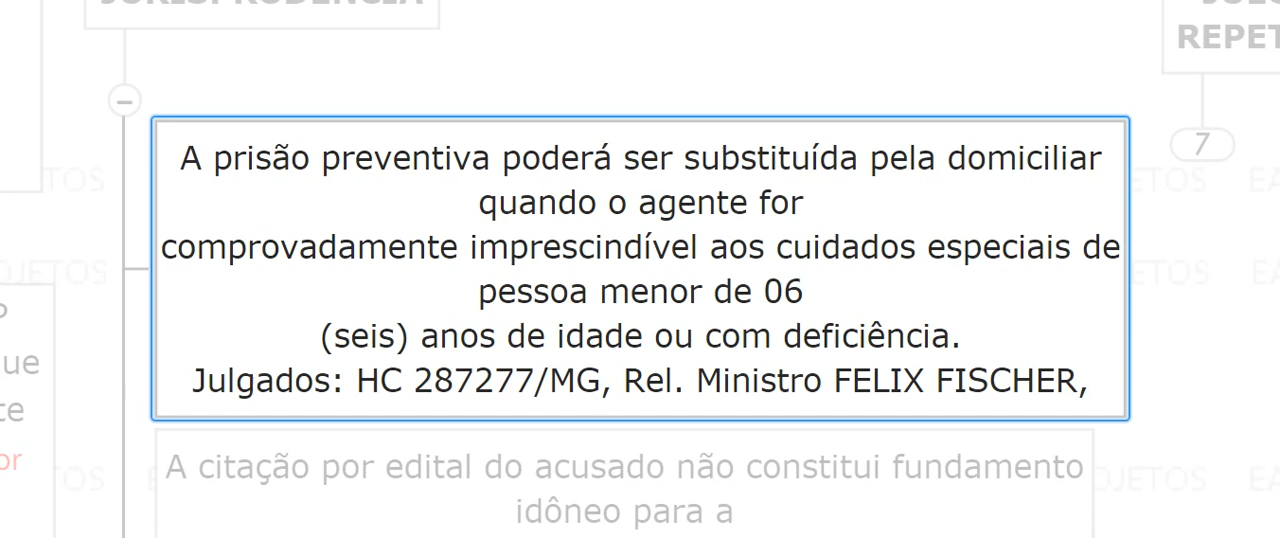 JURISPRUDÊNCIA
REPET
7
A prisão preventiva poderá ser substituída pela domiciliar
quando o agente for
comprovadamente imprescindível aos cuidados especiais de
pessoa menor de 06
(seis) anos de idade ou com deficiência.
Julgados: HC 287277/MG, Rel. Ministro FELIX FISCHER,
A citação por edital do acusado não constitui fundamento
idôneo para a